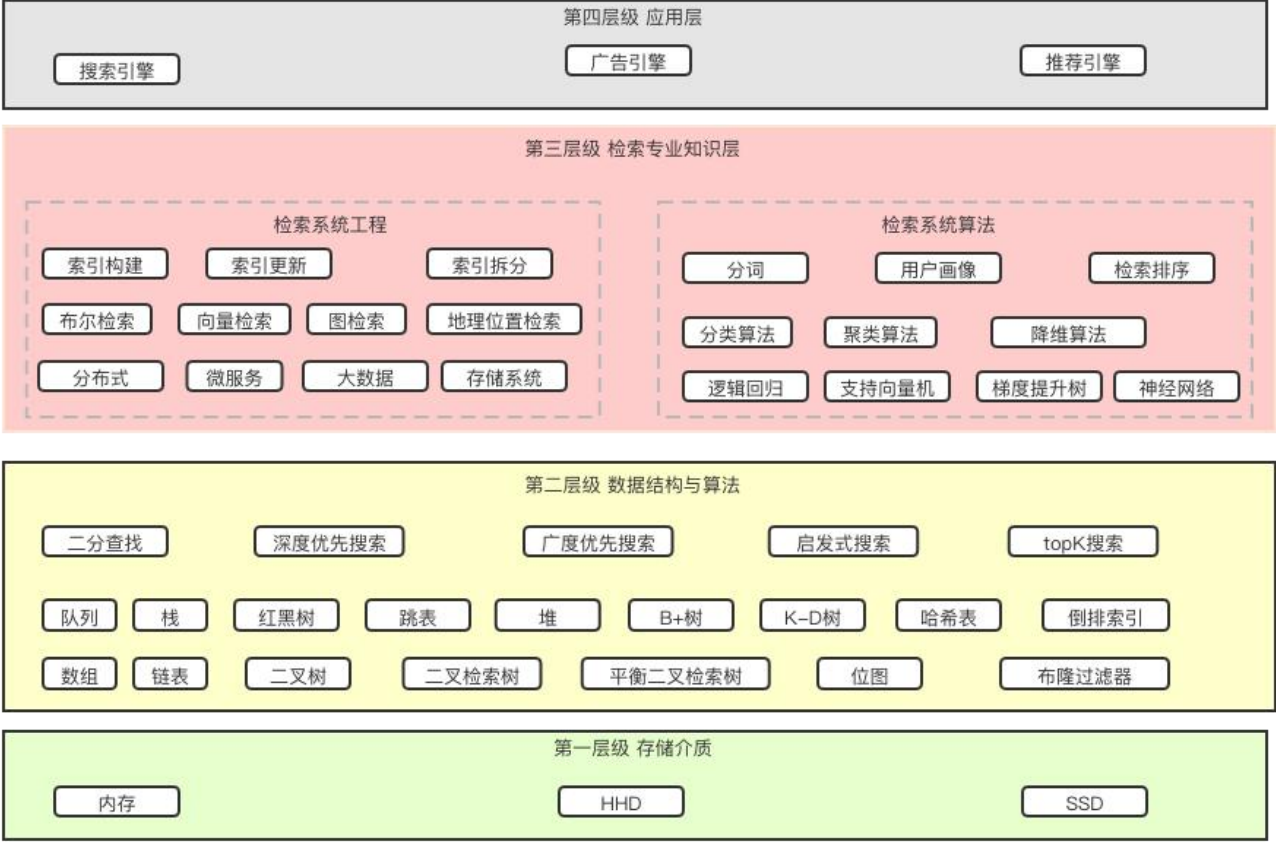 第四层级 应用层
搜索引擎 广告引擎 推荐引擎
第三层级 检索专业知识层
检索系统工程
索引构建 索引更新 索引拆分
布尔检索 向量检索 图检索 地理位置检索
分布式 微服务 大数据 存储系统
检索系统算法
分词 用户画像 检索排序
分类算法 聚类算法 降维算法
逻辑回归 支持向量机 梯度提升树 神经网络
第二层级 数据结构与算法
二分查找 深度优先搜索 广度优先搜索 启发式搜索 topK搜索
队列 栈 红黑树 跳表 堆 B+树 K-D树 哈希表 倒排索引
数组 链表 二叉树 二叉检索树 平衡二叉检索树 位图 布隆过滤器
第一层级 存储介质
内存 HHD SSD